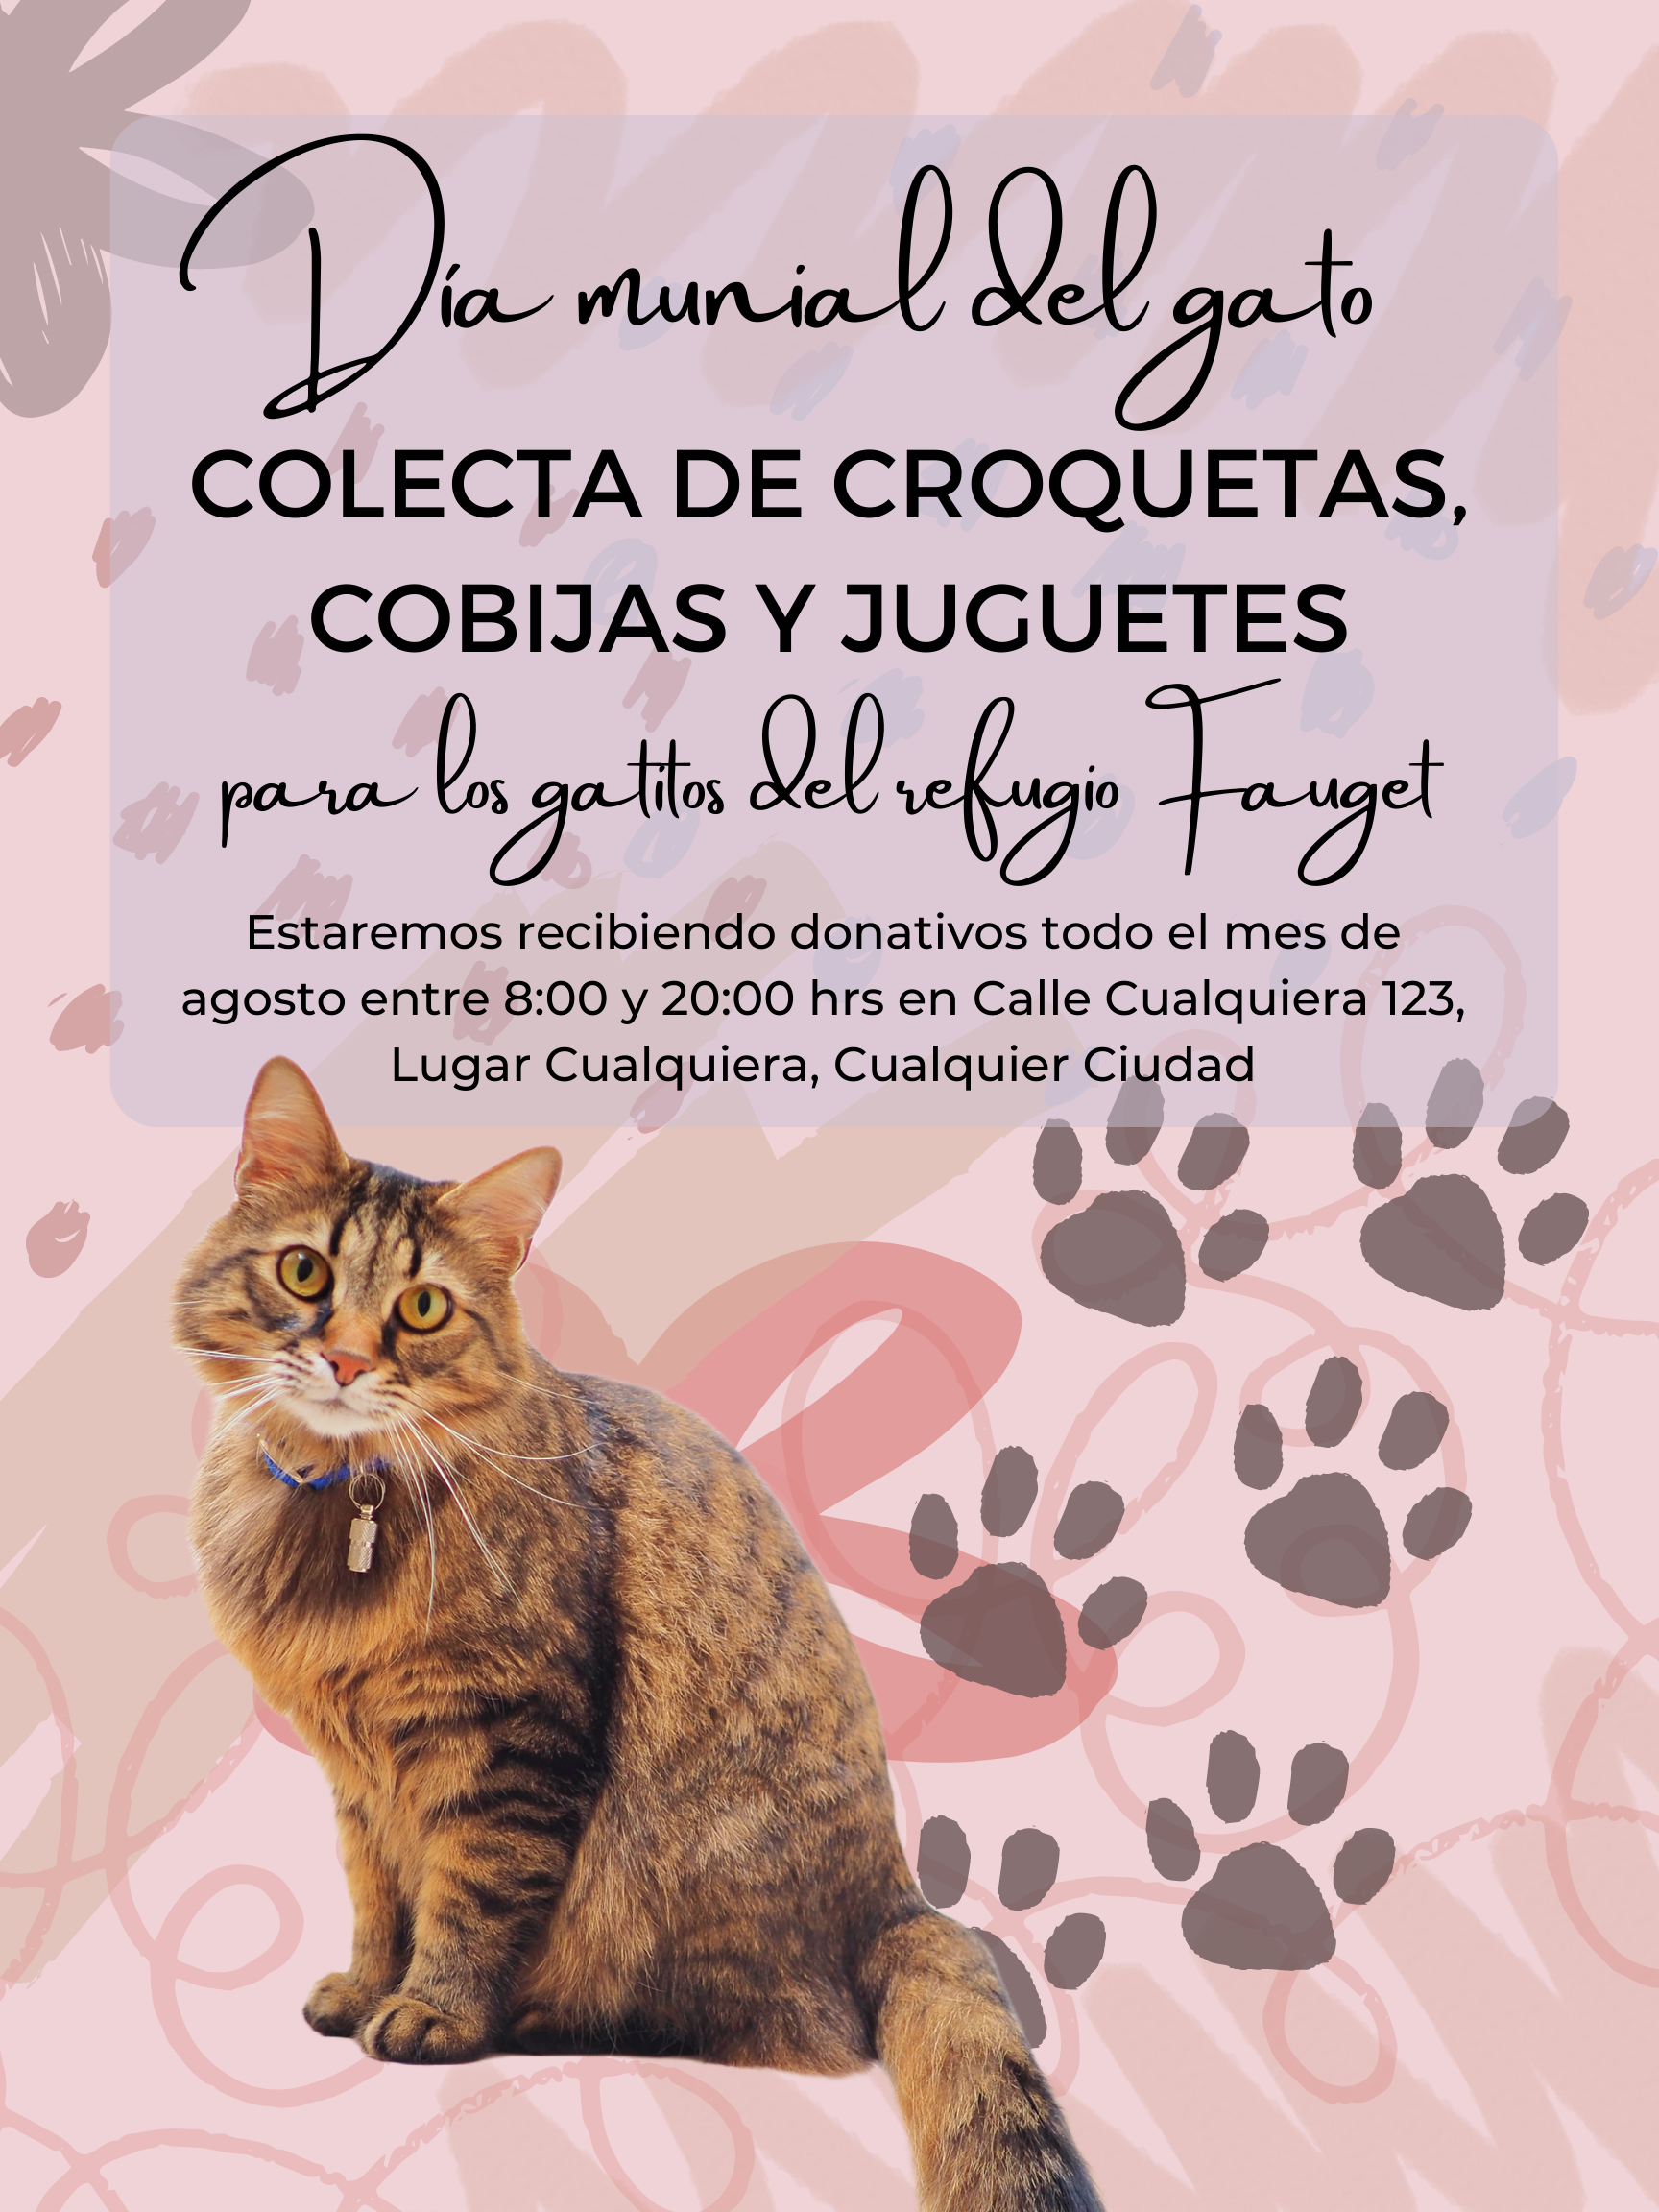 Día munial del gato
COLECTA DE CROQUETAS,
COBIJAS Y JUGUETES
para los gatitos del refugio Fauget
Estaremos recibiendo donativos todo el mes de
agosto entre 8:00 y 20:00 hrs en Calle Cualquiera 123,
Lugar Cualquiera, Cualquier Ciudad